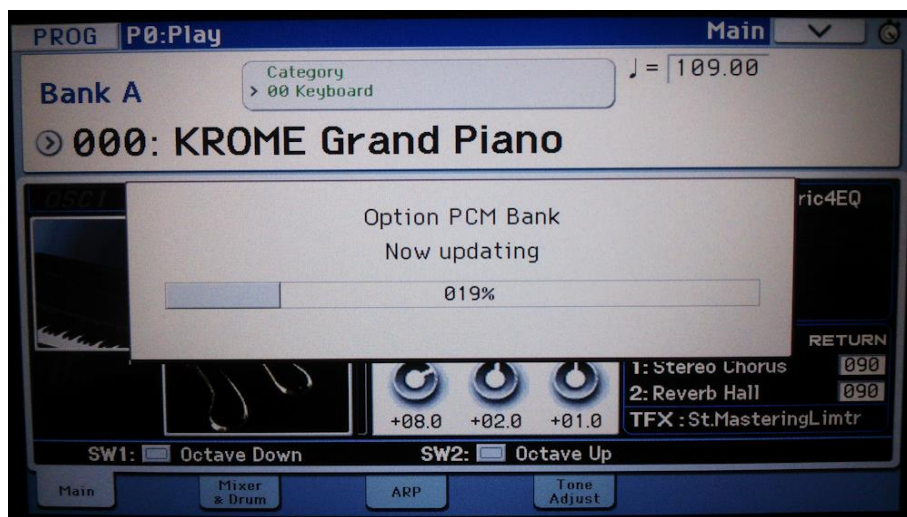 PROG P0:Play Main
Category
> 00 Keyboard
♩= 109.00
Bank A
000: KROME Grand Piano
OSC1
ric4EQ
Option PCM Bank
Now updating
019%
RETURN
1: Stereo Chorus 090
2: Reverb Hall 090
+08.0 +02.0 +01.0
TFX : St.MasteringLimtr
SW1: Octave Down SW2: Octave Up
Main
Mixer
& Drum
ARP
Tone
Adjust